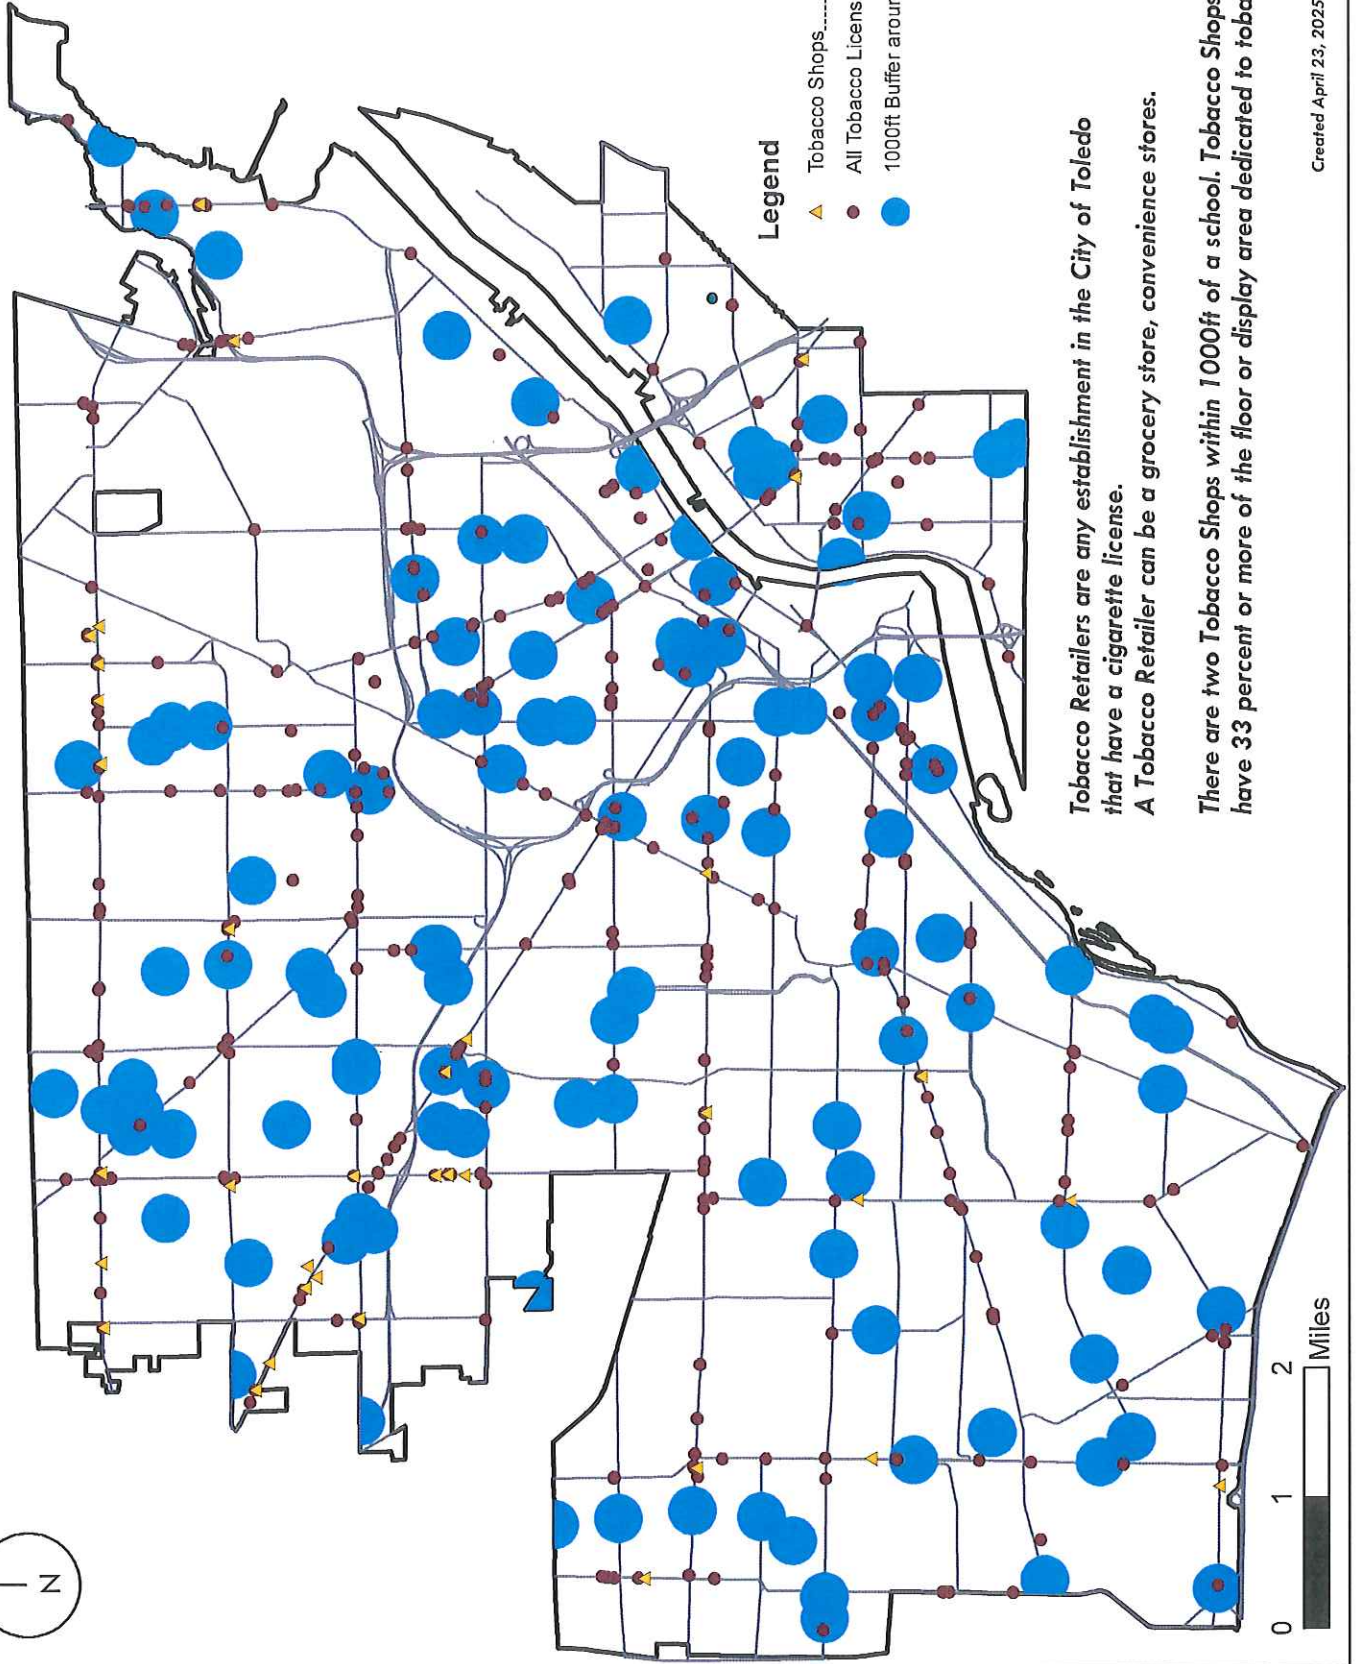 N
Legend
Tobacco Shops
All Tobacco Licens
1000ft Buffer aroun
Tobacco Retailers are any establishment in the City of Toledo
that have a cigarette license.
A Tobacco Retailer can be a grocery store, convenience stores.
There are two Tobacco Shops within 1000ft of a school. Tobacco Shops
have 33 percent or more of the floor or display area dedicated to toba
Created April 23, 2025
0 1 2
Miles